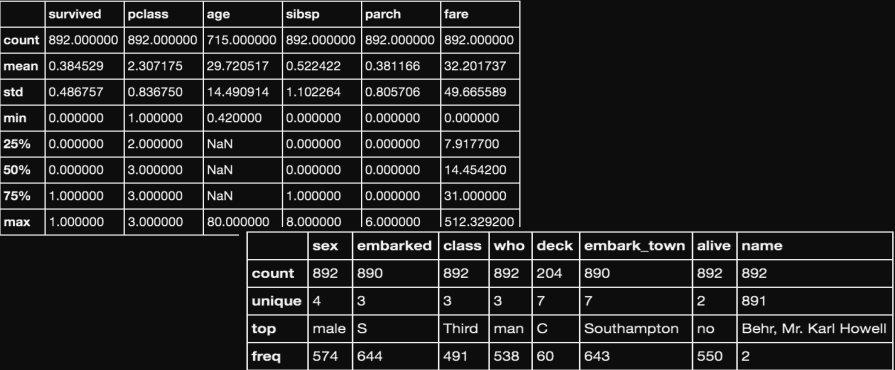 survived pclass age sibsp parch fare
count 892.000000 892.000000 715.000000 892.000000 892.000000 892.000000
mean 0.384529 2.307175 29.720517 0.522422 0.381166 32.201737
std 0.486757 0.836750 14.490914 1.102264 0.805706 49.665589
min 0.000000 1.000000 0.420000 0.000000 0.000000 0.000000
25% 0.000000 2.000000 NaN 0.000000 0.000000 7.917700
50% 0.000000 3.000000 NaN 0.000000 0.000000 14.454200
75% 1.000000 3.000000 NaN 1.000000 0.000000 31.000000
max 1.000000 3.000000 80.000000 8.000000 6.000000 512.329200
sex embarked class who deck embark_town alive name
count 892 890 892 892 204 890 892 892
unique 4 3 3 3 7 7 2 891
top male S Third man C Southampton no Behr, Mr. Karl Howell
freq 574 644 491 538 60 643 550 2